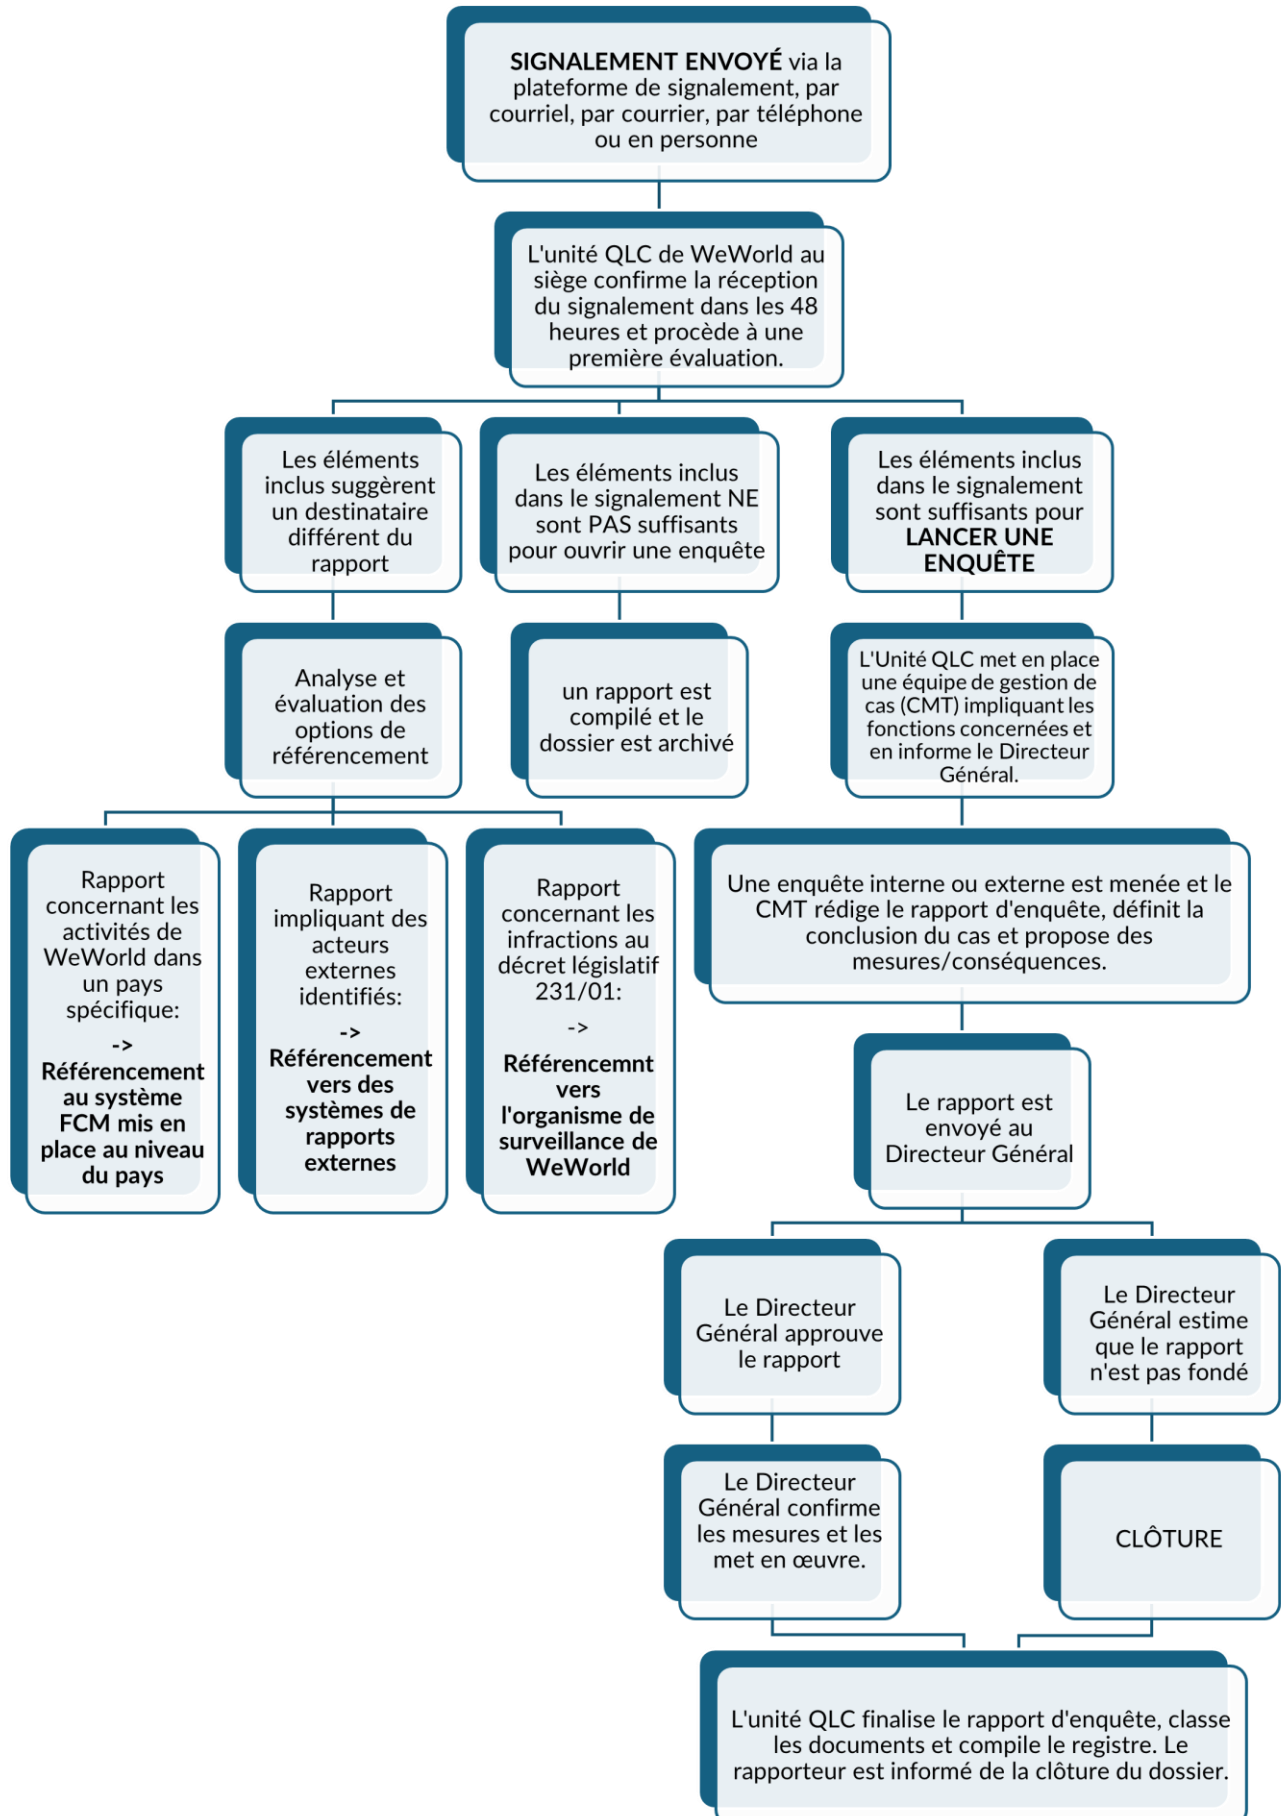 SIGNALEMENT ENVOYÉ via la
plateforme de signalement, par
courriel, par courrier, par téléphone
ou en personne
L'unité QLC de WeWorld au
siège confirme la réception
du signalement dans les 48
heures et procède à une
première évaluation.
Les éléments
inclus suggèrent
un destinataire
différent du
rapport
Les éléments inclus
dans le signalement NE
sont PAS suffisants
pour ouvrir une enquête
Les éléments inclus
dans le signalement
sont suffisants pour
LANCER UNE
ENQUÊTE
Analyse et
évaluation des
options de
référencement
un rapport est
compilé et le
dossier est archivé
L'Unité QLC met en place
une équipe de gestion de
cas (CMT) impliquant les
fonctions concernées et
en informe le Directeur
Général.
Rapport
concernant les
activités de
WeWorld dans
un pays
spécifique:
->
Référencement
au système
FCM mis en
place au niveau
du pays
Rapport
impliquant des
acteurs
externes
identifiés:
->
Référencement
vers des
systèmes de
rapports
externes
Rapport
concernant les
infractions au
décret législatif
231/01:
->
Référencemnt
vers
l'organisme de
surveillance de
WeWorld
Une enquête interne ou externe est menée et le
CMT rédige le rapport d'enquête, définit la
conclusion du cas et propose des
mesures/conséquences.
Le rapport est
envoyé au
Directeur Général
Le Directeur
Général approuve
le rapport
Le Directeur
Général estime
que le rapport
n'est pas fondé
Le Directeur
Général confirme
les mesures et les
met en œuvre.
CLÔTURE
L'unité QLC finalise le rapport d'enquête, classe
les documents et compile le registre. Le
rapporteur est informé de la clôture du dossier.